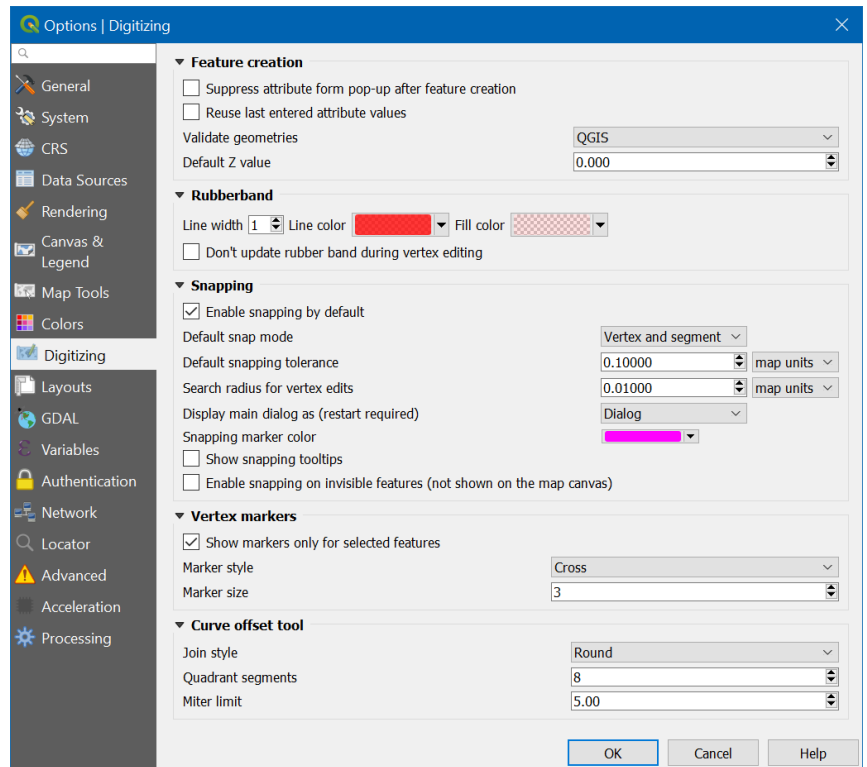 Options | Digitizing
General
System
CRS
Data Sources
Rendering
Canvas &
Legend
Map Tools
Colors
Digitizing
Layouts
GDAL
Variables
Authentication
Network
Locator
Advanced
Acceleration
Processing
Feature creation
Suppress attribute form pop-up after feature creation
Reuse last entered attribute values
Validate geometries QGIS
Default Z value 0.000
Rubberband
Line width 1 Line color Fill color
Don't update rubber band during vertex editing
Snapping
Enable snapping by default
Default snap mode Vertex and segment
Default snapping tolerance 0.10000 map units
Search radius for vertex edits 0.01000 map units
Display main dialog as (restart required) Dialog
Snapping marker color
Show snapping tooltips
Enable snapping on invisible features (not shown on the map canvas)
Vertex markers
Show markers only for selected features
Marker style Cross
Marker size 3
Curve offset tool
Join style Round
Quadrant segments 8
Miter limit 5.00
OK Cancel Help